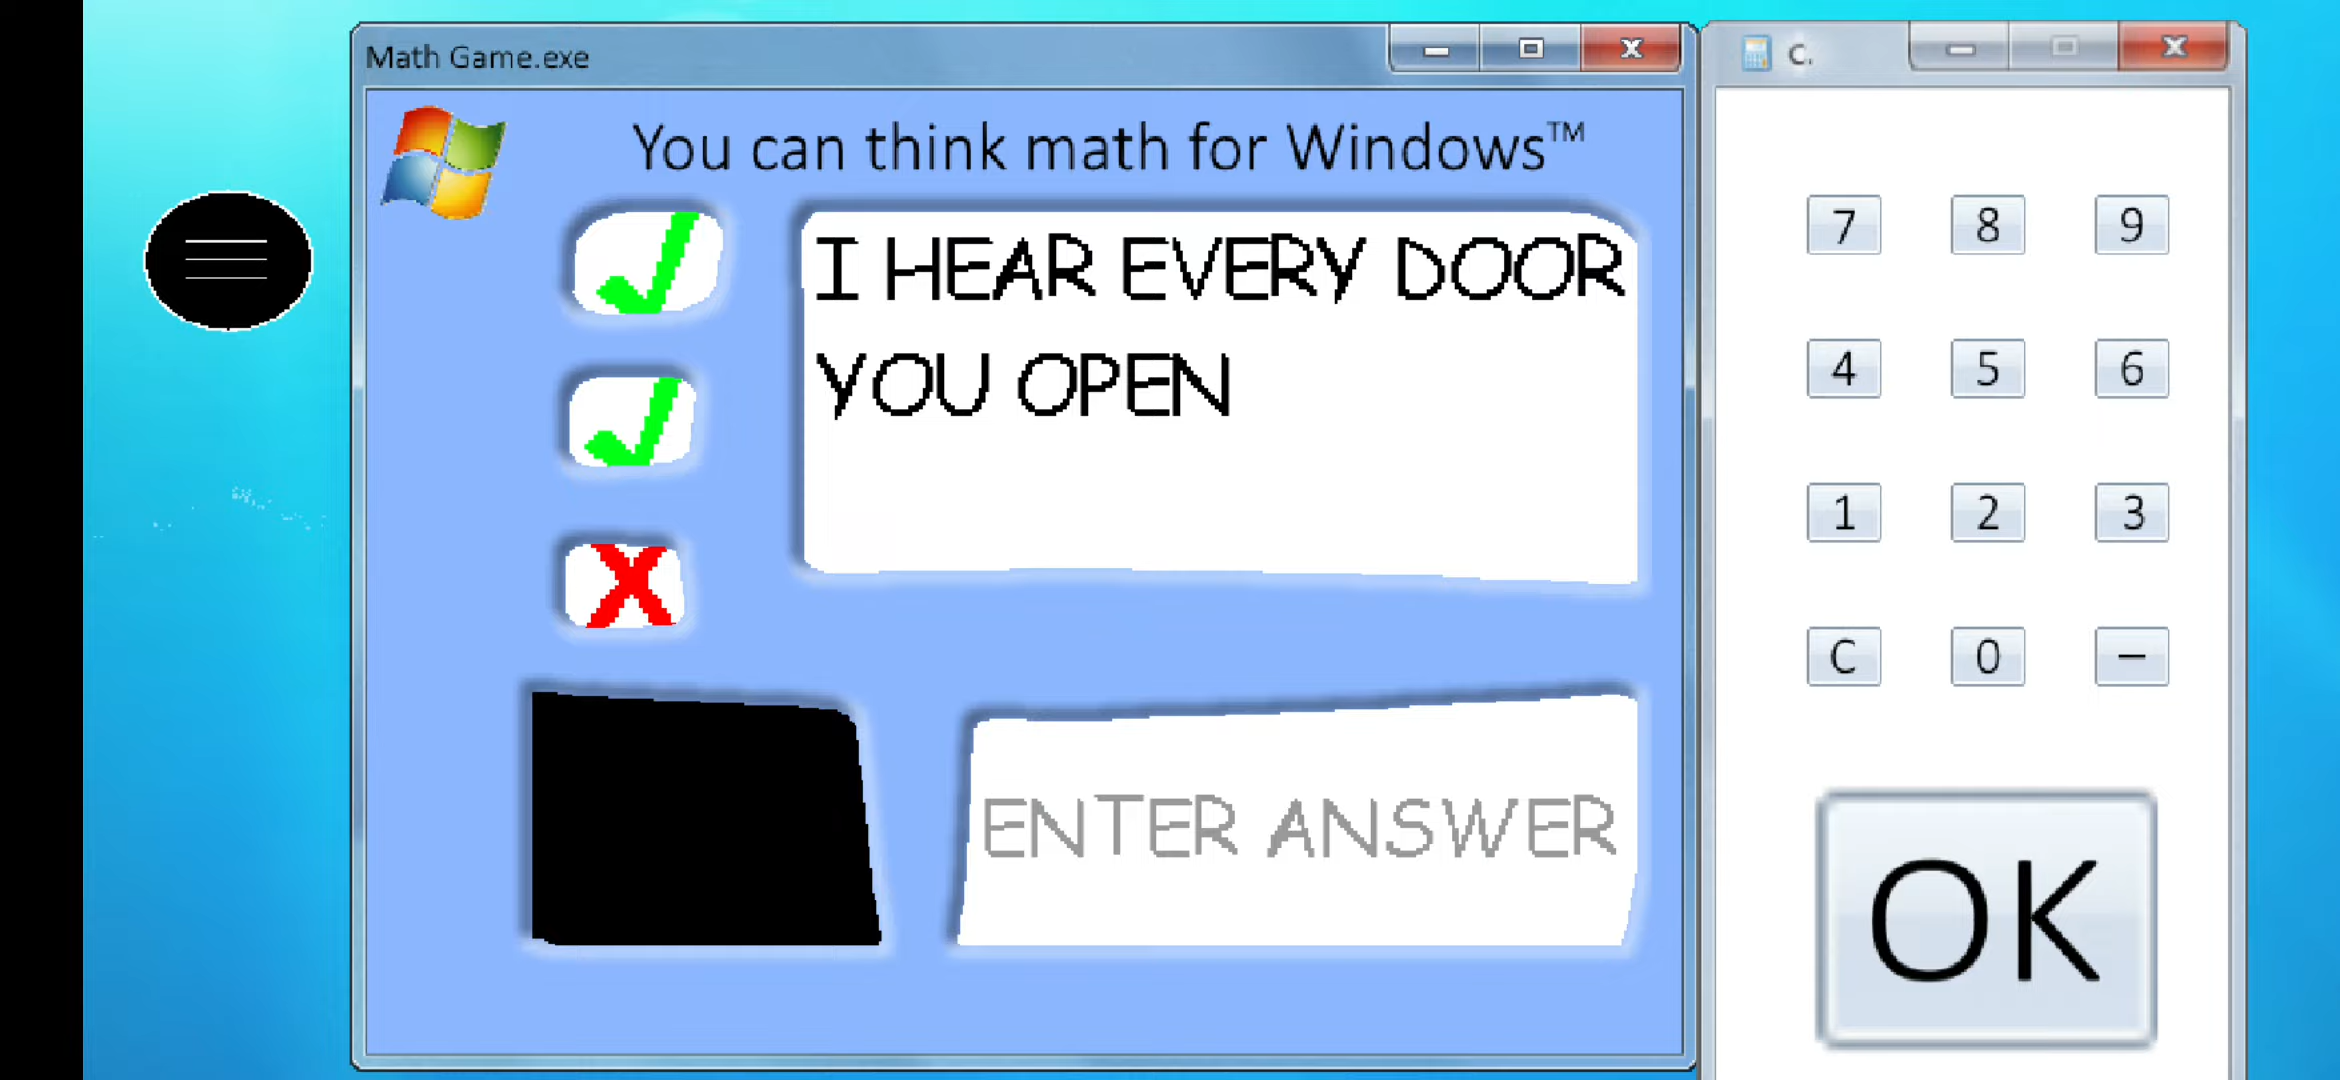 Math Game.exe
You can think math for Windows™
I HEAR EVERY DOOR
YOU OPEN
ENTER ANSWER
C.
7 8 9
4 5 6
1 2 3
C 0 −
OK